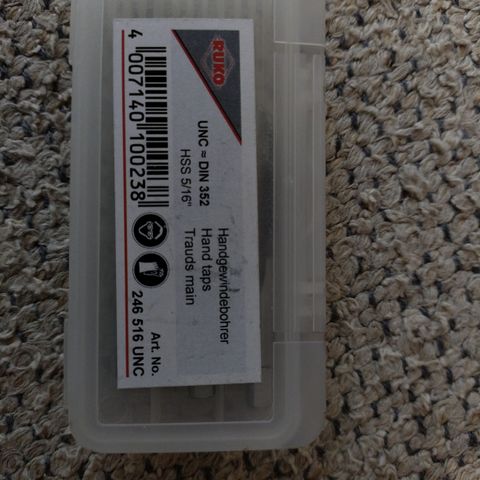 RUKO
UNC ≈ DIN 352
HSS 5/16"
Handgewindebohrer
Hand taps
Trauds main
4 007140 100238
Art. No.
246 516 UNC